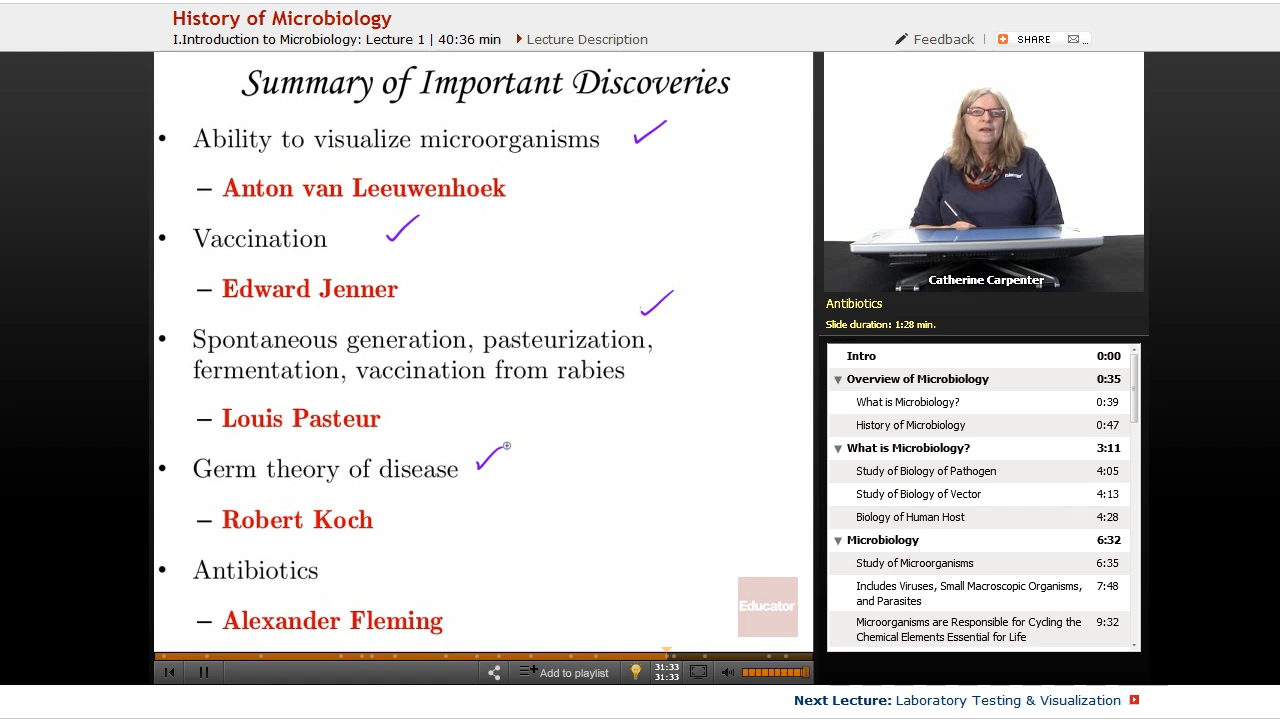 History of Microbiology
I.Introduction to Microbiology: Lecture 1 | 40:36 min Lecture Description
Feedback
SHARE
...
Summary of Important Discoveries
• Ability to visualize microorganisms
– Anton van Leeuwenhoek
• Vaccination
– Edward Jenner
• Spontaneous generation, pasteurization,
fermentation, vaccination from rabies
– Louis Pasteur
• Germ theory of disease
– Robert Koch
• Antibiotics
– Alexander Fleming
Educator
Add to playlist
31:33
31:33
Educator
Catherine Carpenter
Antibiotics
Slide duration: 1:28 min.
Intro 0:00
Overview of Microbiology 0:35
What is Microbiology? 0:39
History of Microbiology 0:47
What is Microbiology? 3:11
Study of Biology of Pathogen 4:05
Study of Biology of Vector 4:13
Biology of Human Host 4:28
Microbiology 6:32
Study of Microorganisms 6:35
Includes Viruses, Small Macroscopic Organisms, 7:48
and Parasites
Microorganisms are Responsible for Cycling the 9:32
Chemical Elements Essential for Life
Next Lecture: Laboratory Testing & Visualization